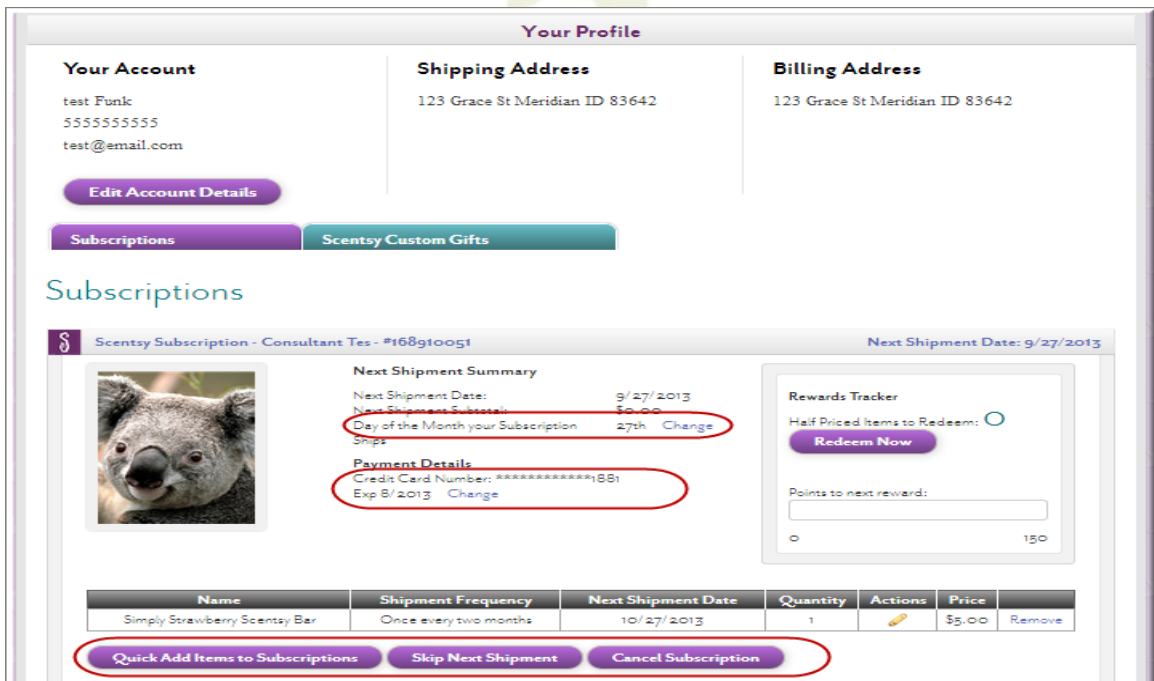 Your Profile
Your Account
test Funk
5555555555
test@email.com
Edit Account Details
Shipping Address
123 Grace St Meridian ID 83642
Billing Address
123 Grace St Meridian ID 83642
Subscriptions
Scentsy Custom Gifts
Subscriptions
S Scentsy Subscription - Consultant Tes - #168910051 Next Shipment Date: 9/27/2013
Next Shipment Summary
Next Shipment Date: 9/27/2013
Next Shipment Subtotal: $0.00
Day of the Month your Subscription 27th Change
Ships
Payment Details
Credit Card Number: ************1881
Exp 8/2013 Change
Rewards Tracker
Half Priced Items to Redeem: 0
Redeem Now
Points to next reward:
0 150
Name Shipment Frequency Next Shipment Date Quantity Actions Price
Simply Strawberry Scentsy Bar Once every two months 10/27/2013 1 $5.00 Remove
Quick Add Items to Subscriptions Skip Next Shipment Cancel Subscription